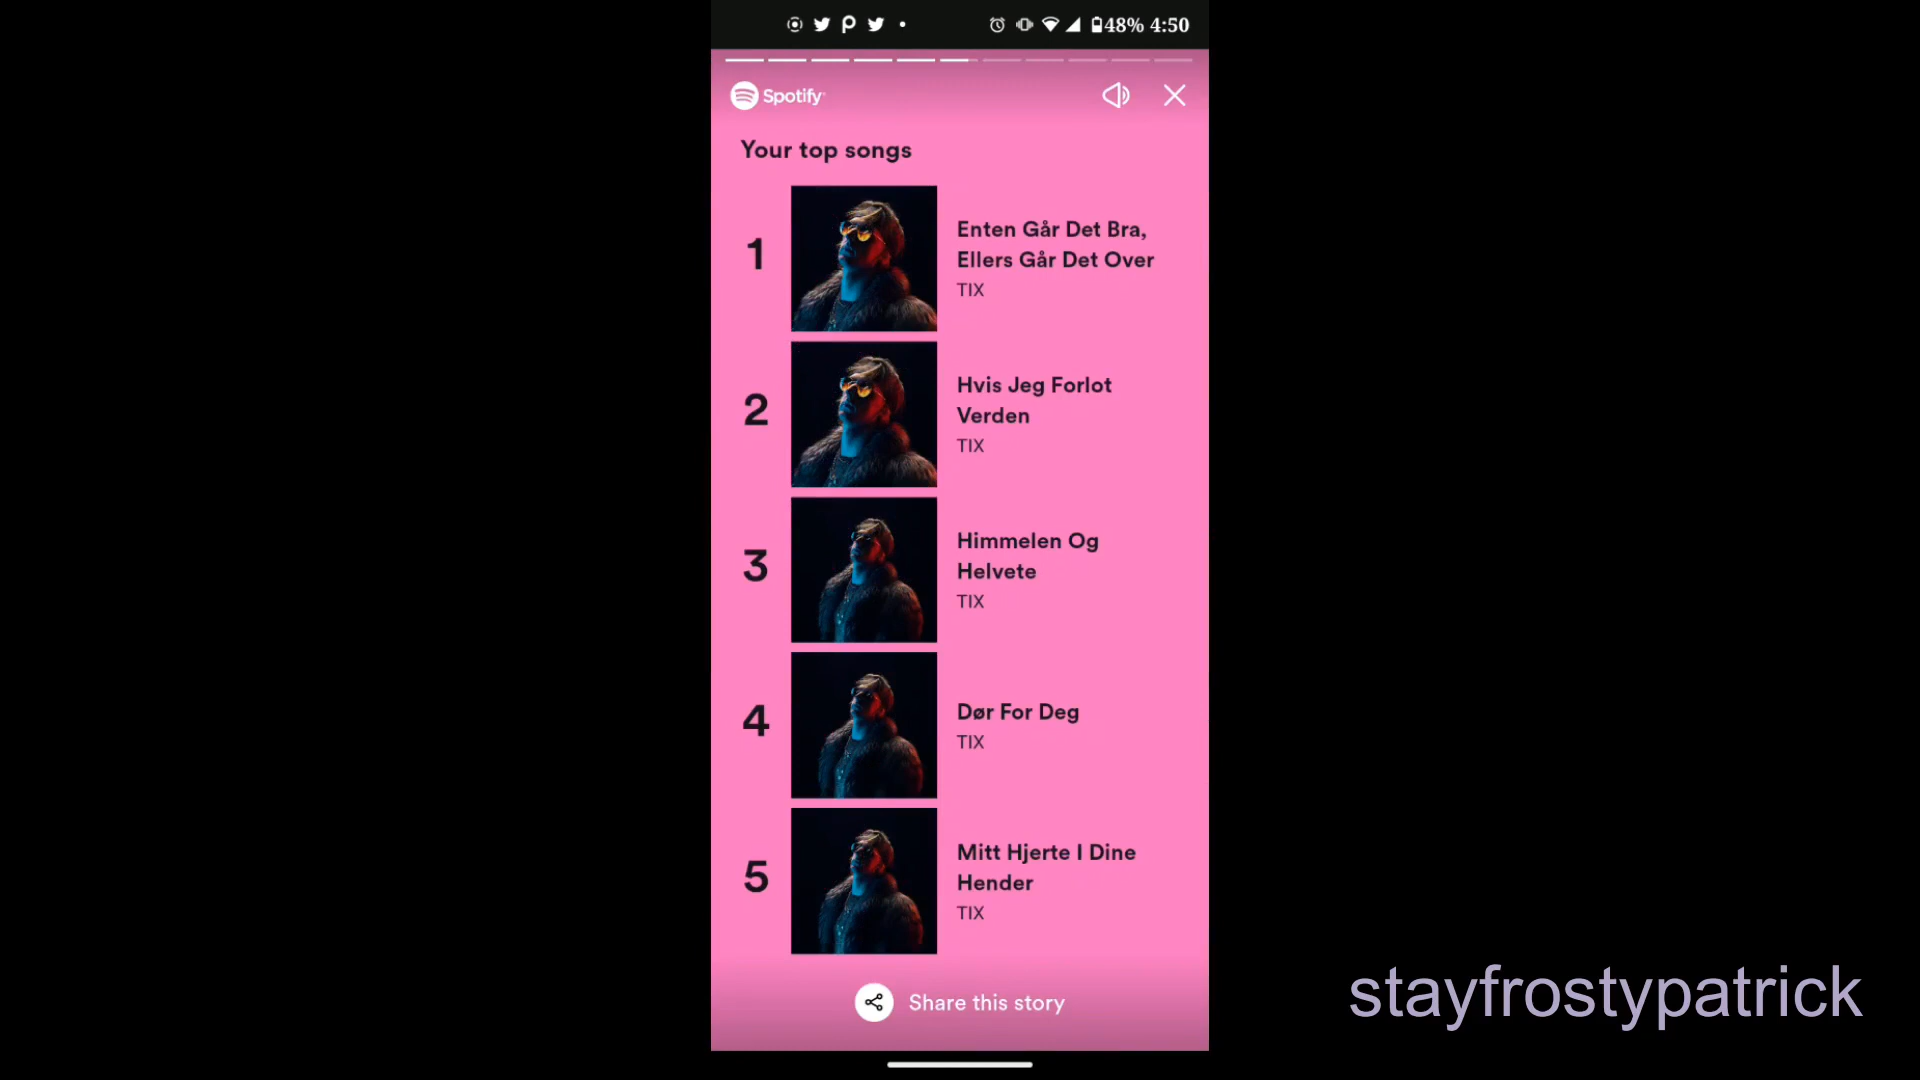 48% 4:50
Spotify
Your top songs
1
Enten Går Det Bra,
Ellers Går Det Over
TIX
2
Hvis Jeg Forlot
Verden
TIX
3
Himmelen Og
Helvete
TIX
4
Dør For Deg
TIX
5
Mitt Hjerte I Dine
Hender
TIX
Share this story
stayfrostypatrick